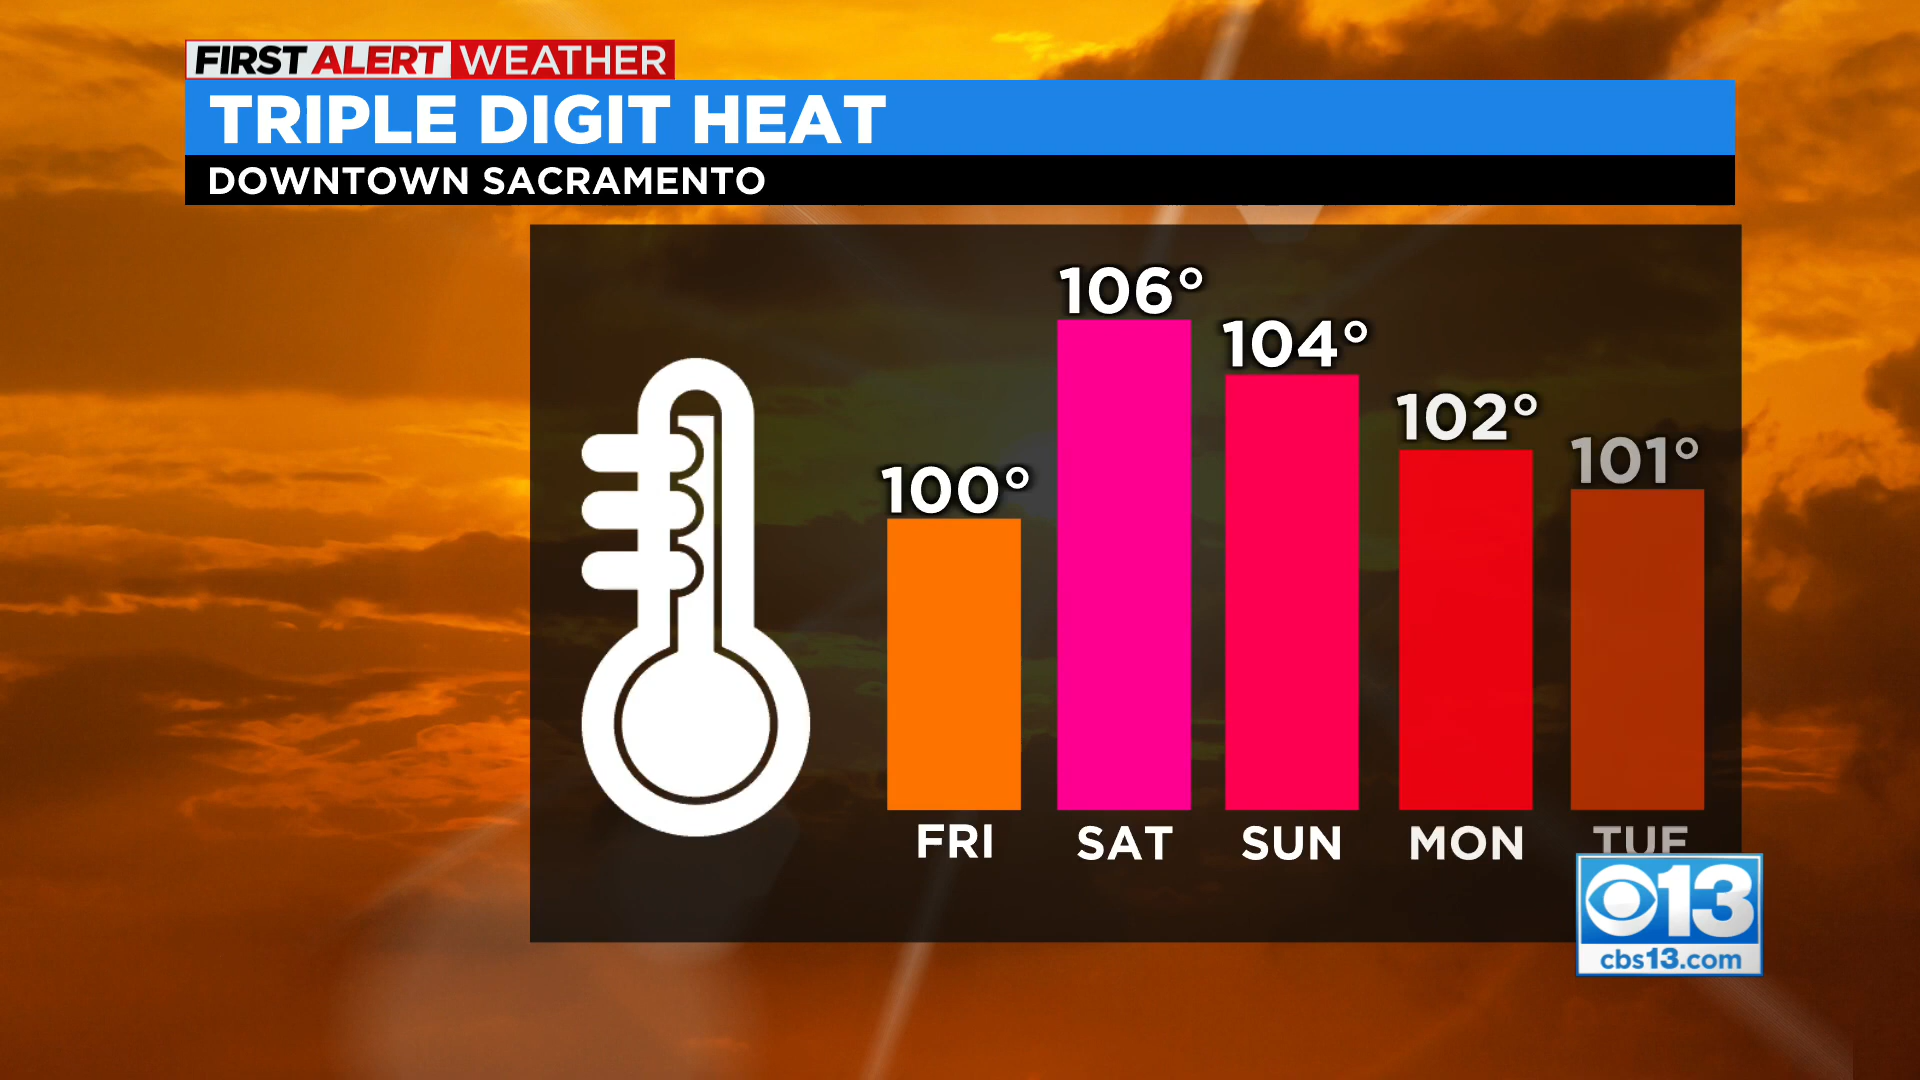 FIRST ALERT WEATHER
TRIPLE DIGIT HEAT
DOWNTOWN SACRAMENTO
100° 106° 104° 102° 101°
FRI SAT SUN MON TUE
13
cbs13.com